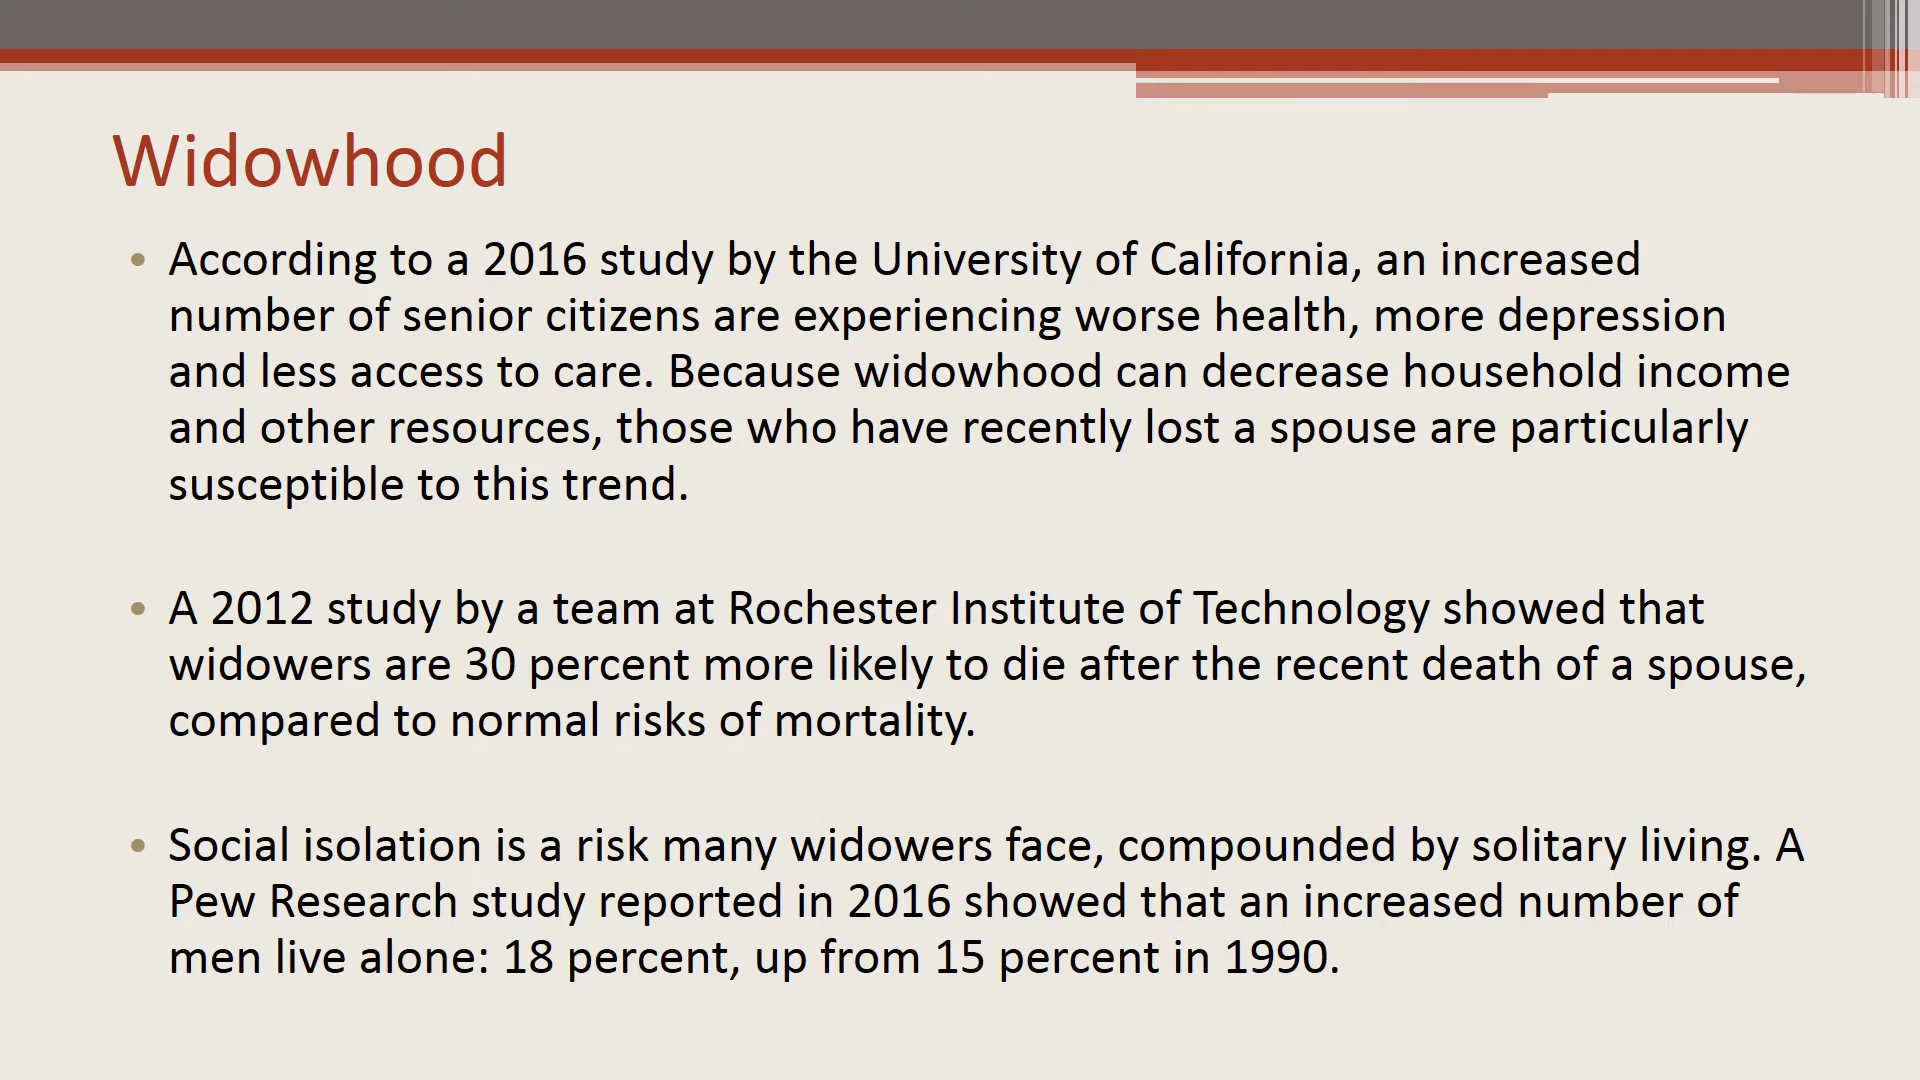 Widowhood
• According to a 2016 study by the University of California, an increased
number of senior citizens are experiencing worse health, more depression
and less access to care. Because widowhood can decrease household income
and other resources, those who have recently lost a spouse are particularly
susceptible to this trend.
• A 2012 study by a team at Rochester Institute of Technology showed that
widowers are 30 percent more likely to die after the recent death of a spouse,
compared to normal risks of mortality.
• Social isolation is a risk many widowers face, compounded by solitary living. A
Pew Research study reported in 2016 showed that an increased number of
men live alone: 18 percent, up from 15 percent in 1990.